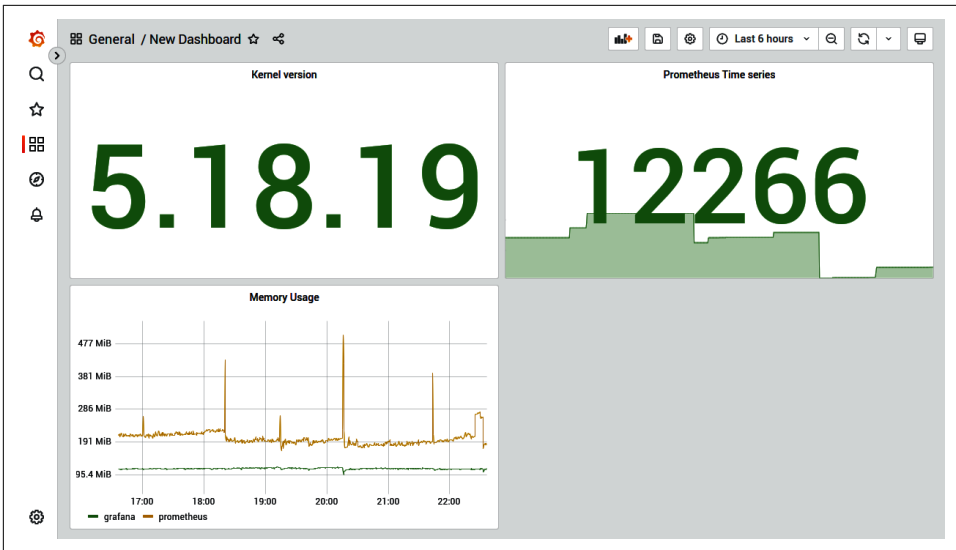 General / New Dashboard
Last 6 hours
Kernel version
5.18.19
Prometheus Time series
12266
Memory Usage
477 MiB
381 MiB
286 MiB
191 MiB
95.4 MiB
17:00 18:00 19:00 20:00 21:00 22:00
grafana prometheus